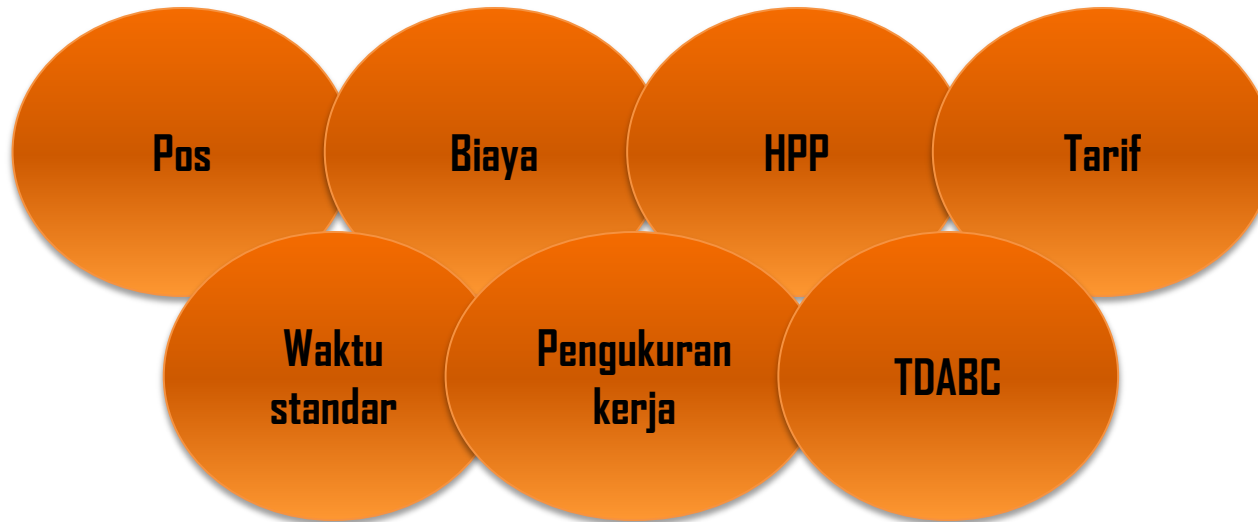 Pos
Biaya
HPP
Tarif
Waktu
standar
Pengukuran
kerja
TDABC